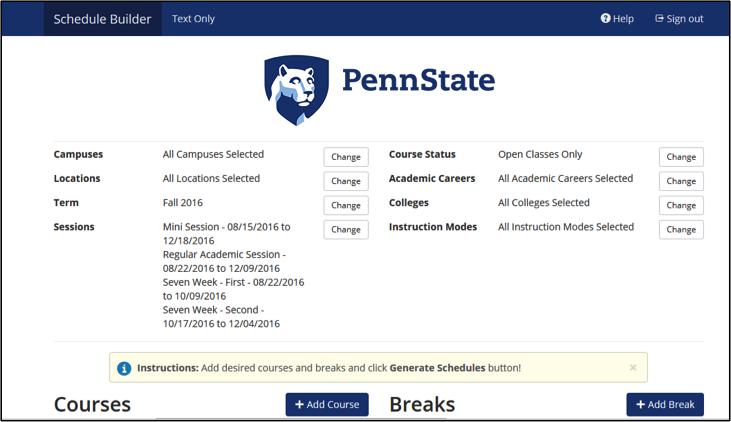 Schedule Builder Text Only Help Sign out
PennState
Campuses All Campuses Selected Change Course Status Open Classes Only Change
Locations All Locations Selected Change Academic Careers All Academic Careers Selected Change
Term Fall 2016 Change Colleges All Colleges Selected Change
Sessions Mini Session - 08/15/2016 to Change Instruction Modes All Instruction Modes Selected Change
12/18/2016
Regular Academic Session -
08/22/2016 to 12/09/2016
Seven Week - First - 08/22/2016
to 10/09/2016
Seven Week - Second -
10/17/2016 to 12/04/2016
Instructions: Add desired courses and breaks and click Generate Schedules button! ×
Courses + Add Course Breaks + Add Break